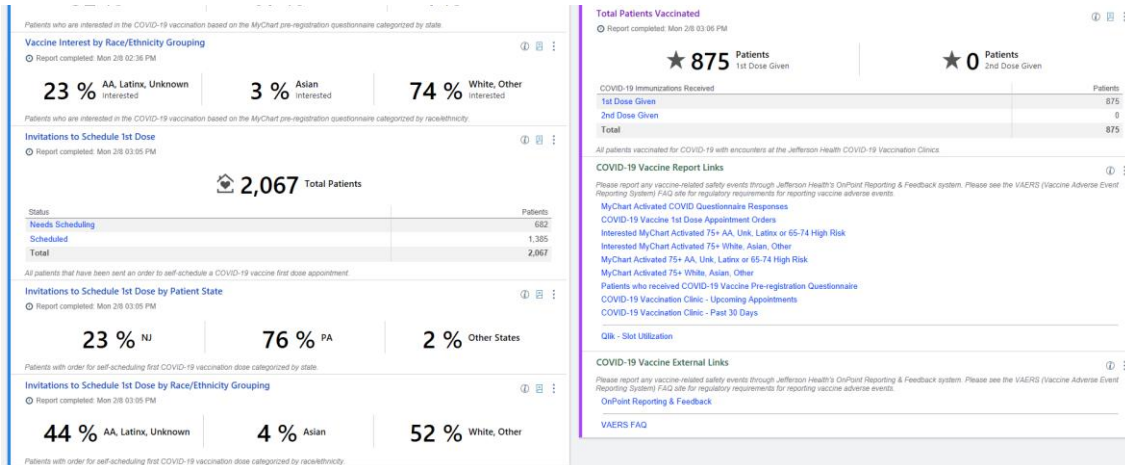 Patients who are interested in the COVID-19 vaccination based on the MyChart pre-registration questionnaire categorized by state.
Vaccine Interest by Race/Ethnicity Grouping
Report completed: Mon 2/8 02:36 PM
23 % AA, Latinx, Unknown Interested
3 % Asian Interested
74 % White, Other Interested
Patients who are interested in the COVID-19 vaccination based on the MyChart pre-registration questionnaire categorized by race/ethnicity.
Invitations to Schedule 1st Dose
Report completed: Mon 2/8 03:05 PM
2,067 Total Patients
Status Patients
Needs Scheduling 682
Scheduled 1,385
Total 2,067
All patients that have been sent an order to self-schedule a COVID-19 vaccine first dose appointment.
Invitations to Schedule 1st Dose by Patient State
Report completed: Mon 2/8 03:05 PM
23 % NJ
76 % PA
2 % Other States
Patients with order for self-scheduling first COVID-19 vaccination dose categorized by state.
Invitations to Schedule 1st Dose by Race/Ethnicity Grouping
Report completed: Mon 2/8 03:05 PM
44 % AA, Latinx, Unknown
4 % Asian
52 % White, Other
Patients with order for self-scheduling first COVID-19 vaccination dose categorized by race/ethnicity.
Total Patients Vaccinated
Report completed: Mon 2/8 03:06 PM
875 Patients 1st Dose Given
0 Patients 2nd Dose Given
COVID-19 Immunizations Received Patients
1st Dose Given 875
2nd Dose Given 0
Total 875
All patients vaccinated for COVID-19 with encounters at the Jefferson Health COVID-19 Vaccination Clinics
COVID-19 Vaccine Report Links
Please report any vaccine-related safety events through Jefferson Health's OnPoint Reporting & Feedback system. Please see the VAERS (Vaccine Adverse Event
Reporting System) FAQ site for regulatory requirements for reporting vaccine adverse events.
MyChart Activated COVID Questionnaire Responses
COVID-19 Vaccine 1st Dose Appointment Orders
Interested MyChart Activated 75+ AA, Unk, Latinx or 65-74 High Risk
Interested MyChart Activated 75+ White, Asian, Other
MyChart Activated 75+ AA, Unk, Latinx or 65-74 High Risk
MyChart Activated 75+ White, Asian, Other
Patients who received COVID-19 Vaccine Pre-registration Questionnaire
COVID-19 Vaccination Clinic - Upcoming Appointments
COVID-19 Vaccination Clinic - Past 30 Days
Qlik - Slot Utilization
COVID-19 Vaccine External Links
Please report any vaccine-related safety events through Jefferson Health's OnPoint Reporting & Feedback system. Please see the VAERS (Vaccine Adverse Event
Reporting System) FAQ site for regulatory requirements for reporting vaccine adverse events.
OnPoint Reporting & Feedback
VAERS FAQ